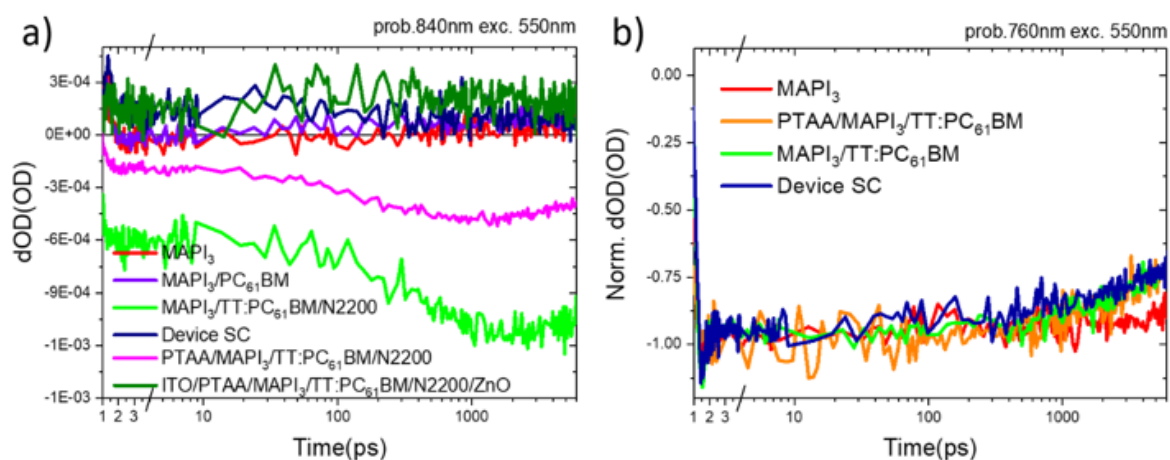 a)
prob.840nm exc. 550nm
3E-04
0E+00
-3E-04
-6E-04
-9E-04
-1E-03
-1E-03
dOD(OD)
MAPI₃
MAPI₃/PC₆₁BM
MAPI₃/TT:PC₆₁BM/N2200
Device SC
PTAA/MAPI₃/TT:PC₆₁BM/N2200
ITO/PTAA/MAPI₃/TT:PC₆₁BM/N2200/ZnO
1 2 3 10 100 1000
Time(ps)
b)
prob.760nm exc. 550nm
0.00
-0.25
-0.50
-0.75
-1.00
Norm. dOD(OD)
MAPI₃
PTAA/MAPI₃/TT:PC₆₁BM
MAPI₃/TT:PC₆₁BM
Device SC
1 2 3 10 100 1000
Time(ps)